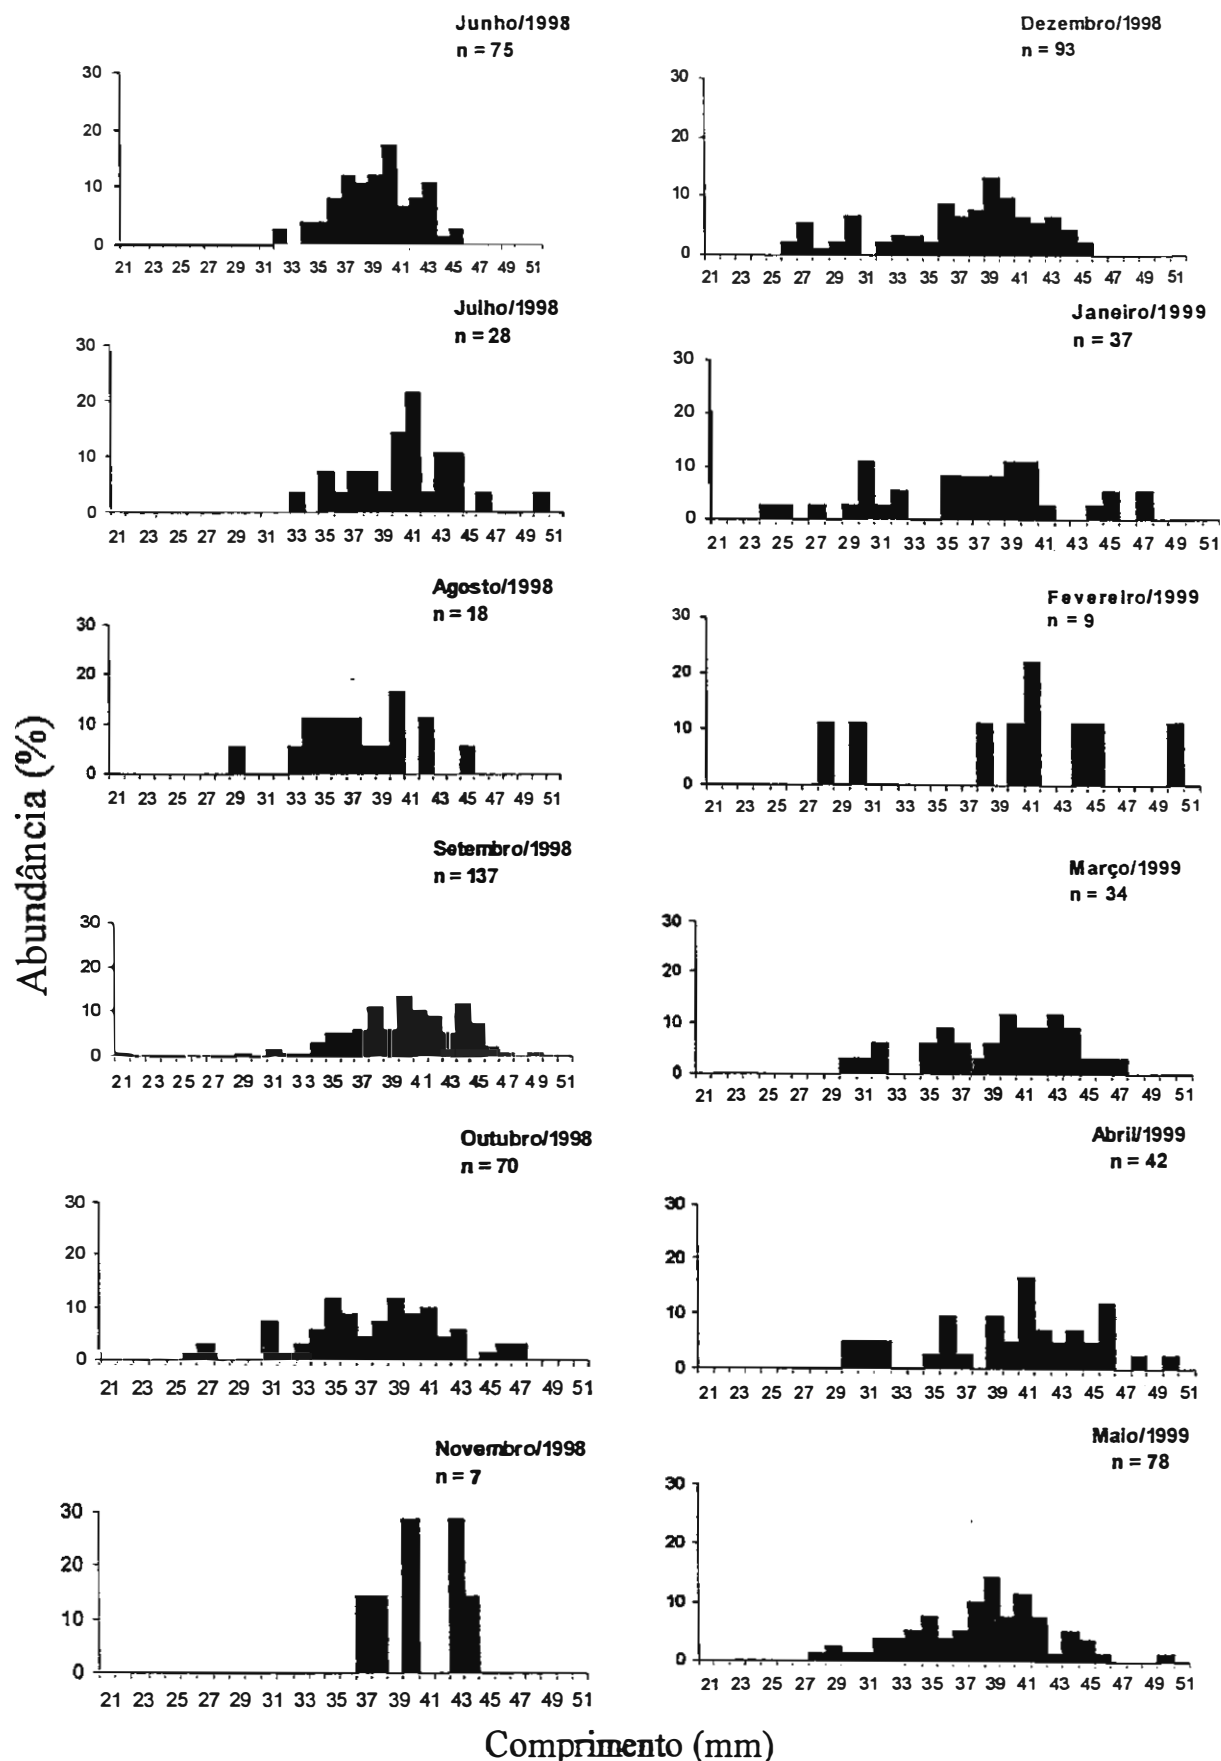 Junho/1998
n = 75
30
20
10
0
21 23 25 27 29 31 33 35 37 39 41 43 45 47 49 51
Julho/1998
n = 28
30
20
10
0
21 23 25 27 29 31 33 35 37 39 41 43 45 47 49 51
Agosto/1998
n = 18
30
20
10
0
21 23 25 27 29 31 33 35 37 39 41 43 45 47 49 51
Setembro/1998
n = 137
30
20
10
0
21 23 25 27 29 31 33 35 37 39 41 43 45 47 49 51
Outubro/1998
n = 70
30
20
10
0
21 23 25 27 29 31 33 35 37 39 41 43 45 47 49 51
Novembro/1998
n = 7
30
20
10
0
21 23 25 27 29 31 33 35 37 39 41 43 45 47 49 51
Dezembro/1998
n = 93
30
20
10
0
21 23 25 27 29 31 33 35 37 39 41 43 45 47 49 51
Janeiro/1999
n = 37
30
20
10
0
21 23 25 27 29 31 33 35 37 39 41 43 45 47 49 51
Fevereiro/1999
n = 9
30
20
10
0
21 23 25 27 29 31 33 35 37 39 41 43 45 47 49 51
Março/1999
n = 34
30
20
10
0
21 23 25 27 29 31 33 35 37 39 41 43 45 47 49 51
Abril/1999
n = 42
30
20
10
0
21 23 25 27 29 31 33 35 37 39 41 43 45 47 49 51
Maio/1999
n = 78
30
20
10
0
21 23 25 27 29 31 33 35 37 39 41 43 45 47 49 51
Abundância (%)
Comprimento (mm)